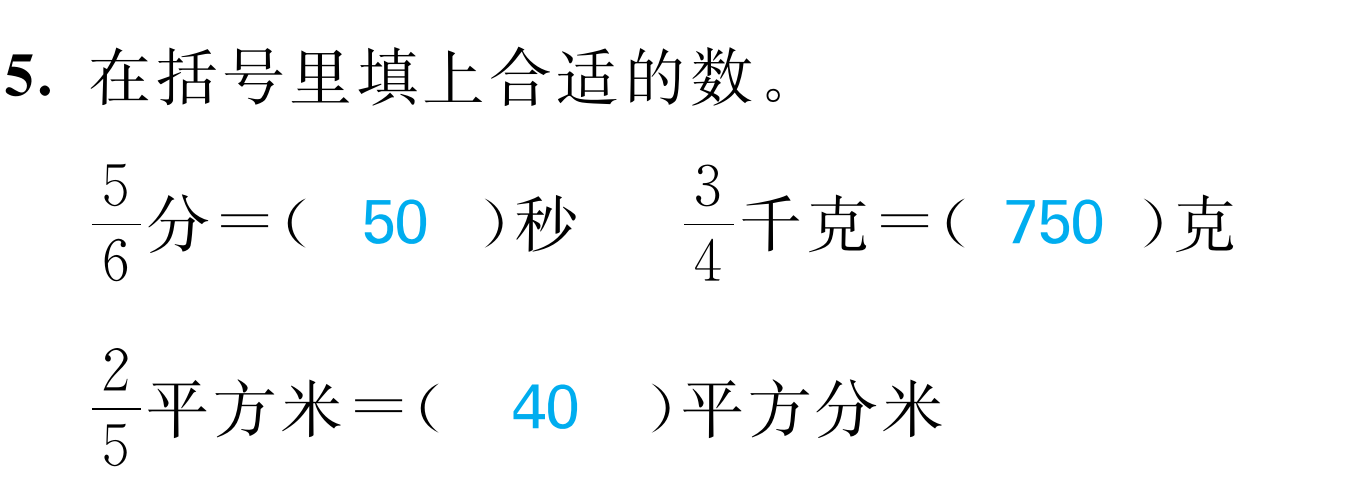 5. 在括号里填上合适的数。
5/6分=( 50 )秒 3/4千克=( 750 )克
2/5平方米=( 40 )平方分米